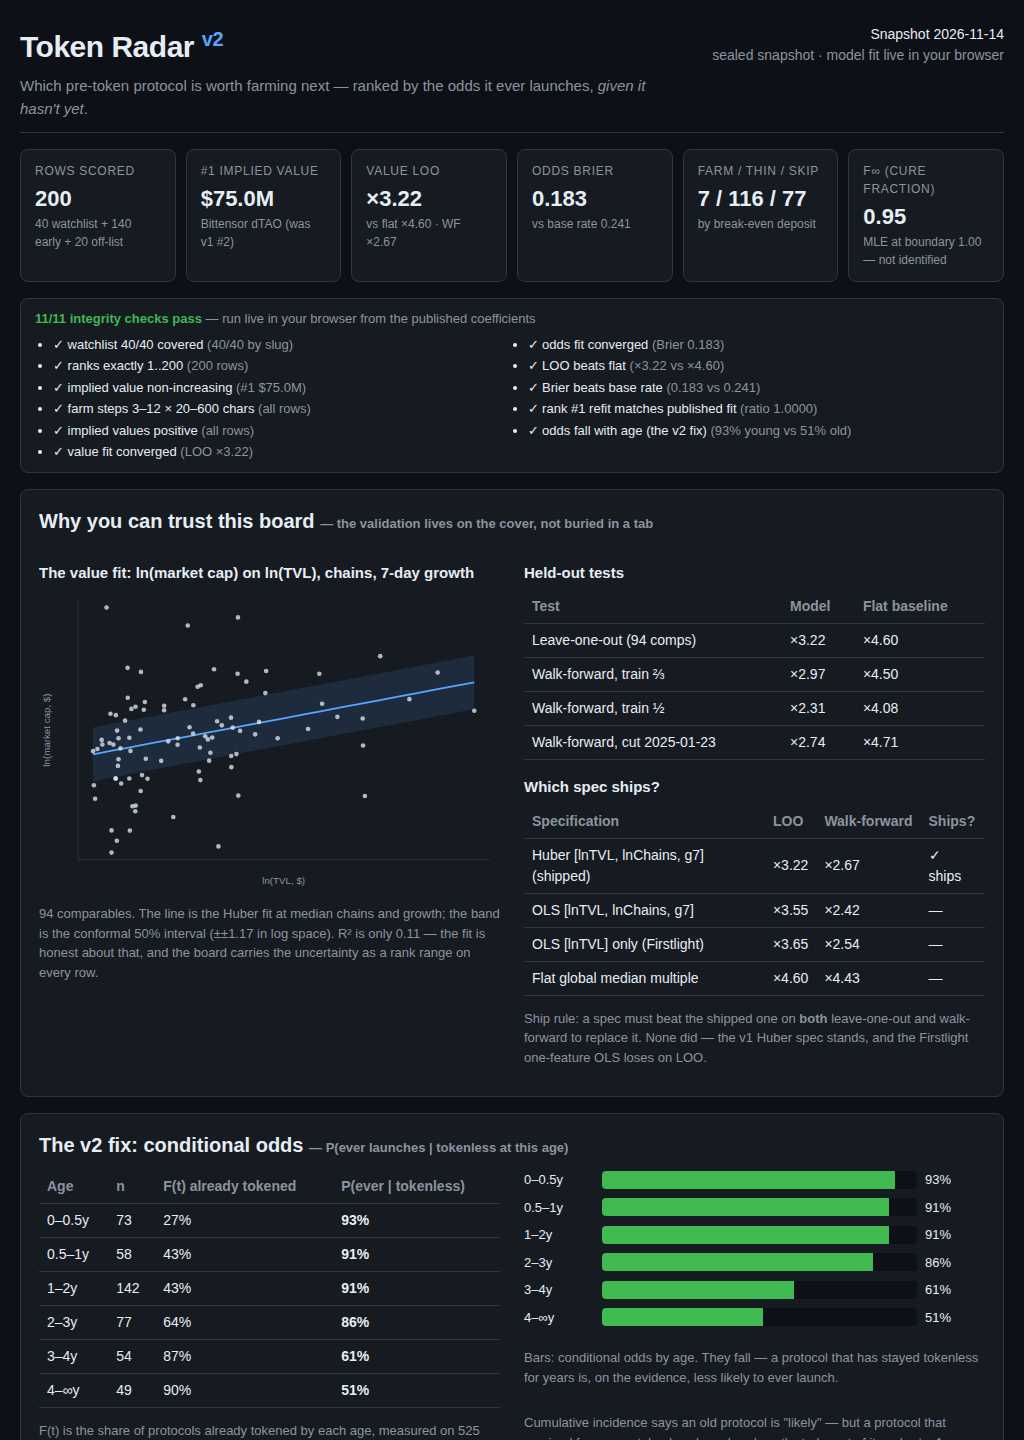 Token Radar v2
Snapshot 2026-11-14
sealed snapshot · model fit live in your browser
Which pre-token protocol is worth farming next — ranked by the odds it ever launches, given it
hasn't yet.
ROWS SCORED
200
40 watchlist + 140
early + 20 off-list
#1 IMPLIED VALUE
$75.0M
Bittensor dTAO (was
v1 #2)
VALUE LOO
×3.22
vs flat ×4.60 · WF
×2.67
ODDS BRIER
0.183
vs base rate 0.241
FARM / THIN / SKIP
7 / 116 / 77
by break-even deposit
F∞ (CURE
FRACTION)
0.95
MLE at boundary 1.00
— not identified
11/11 integrity checks pass — run live in your browser from the published coefficients
✓ watchlist 40/40 covered (40/40 by slug)
✓ ranks exactly 1..200 (200 rows)
✓ implied value non-increasing (#1 $75.0M)
✓ farm steps 3–12 × 20–600 chars (all rows)
✓ implied values positive (all rows)
✓ value fit converged (LOO ×3.22)
✓ odds fit converged (Brier 0.183)
✓ LOO beats flat (×3.22 vs ×4.60)
✓ Brier beats base rate (0.183 vs 0.241)
✓ rank #1 refit matches published fit (ratio 1.0000)
✓ odds fall with age (the v2 fix) (93% young vs 51% old)
Why you can trust this board — the validation lives on the cover, not buried in a tab
The value fit: ln(market cap) on ln(TVL), chains, 7-day growth
ln(market cap, $)
ln(TVL, $)
94 comparables. The line is the Huber fit at median chains and growth; the band
is the conformal 50% interval (±±1.17 in log space). R² is only 0.11 — the fit is
honest about that, and the board carries the uncertainty as a rank range on
every row.
Held-out tests
Test Model Flat baseline
Leave-one-out (94 comps) ×3.22 ×4.60
Walk-forward, train ⅔ ×2.97 ×4.50
Walk-forward, train ½ ×2.31 ×4.08
Walk-forward, cut 2025-01-23 ×2.74 ×4.71
Which spec ships?
Specification LOO Walk-forward Ships?
Huber [lnTVL, lnChains, g7]
(shipped) ×3.22 ×2.67 ✓
ships
OLS [lnTVL, lnChains, g7] ×3.55 ×2.42 —
OLS [lnTVL] only (Firstlight) ×3.65 ×2.54 —
Flat global median multiple ×4.60 ×4.43 —
Ship rule: a spec must beat the shipped one on both leave-one-out and walk-
forward to replace it. None did — the v1 Huber spec stands, and the Firstlight
one-feature OLS loses on LOO.
The v2 fix: conditional odds — P(ever launches | tokenless at this age)
Age n F(t) already tokened P(ever | tokenless)
0–0.5y 73 27% 93%
0.5–1y 58 43% 91%
1–2y 142 43% 91%
2–3y 77 64% 86%
3–4y 54 87% 61%
4–∞y 49 90% 51%
F(t) is the share of protocols already tokened by each age, measured on 525
0–0.5y 93%
0.5–1y 91%
1–2y 91%
2–3y 86%
3–4y 61%
4–∞y 51%
Bars: conditional odds by age. They fall — a protocol that has stayed tokenless
for years is, on the evidence, less likely to ever launch.
Cumulative incidence says an old protocol is "likely" — but a protocol that